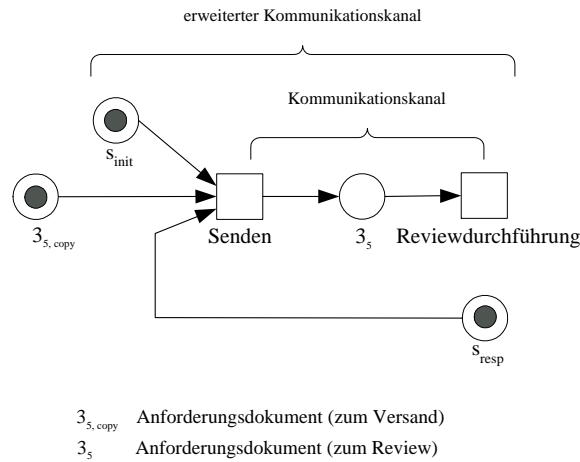 erweiterter Kommunikationskanal
Kommunikationskanal
s_init
3_5, copy
Senden
3_5
Reviewdurchführung
s_resp
3_5, copy Anforderungsdokument (zum Versand)
3_5 Anforderungsdokument (zum Review)